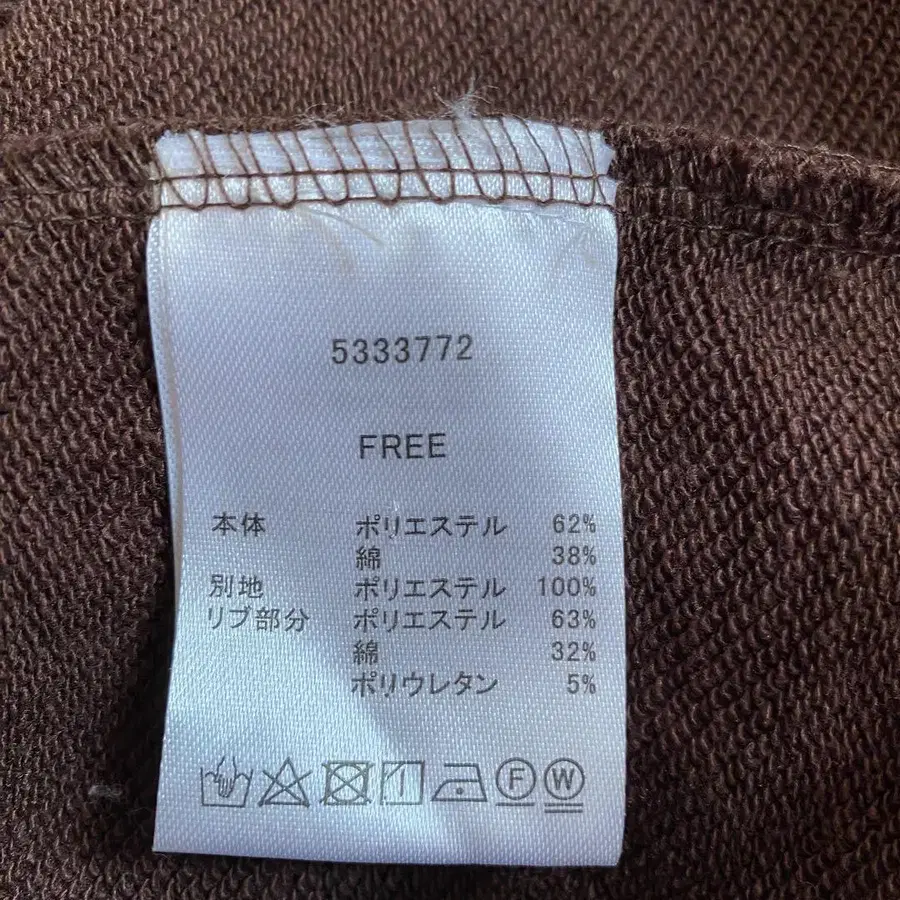 5333772
FREE
本体 ポリエステル 62%
綿 38%
別地 ポリエステル 100%
リブ部分 ポリエステル 63%
綿 32%
ポリウレタン 5%
F W